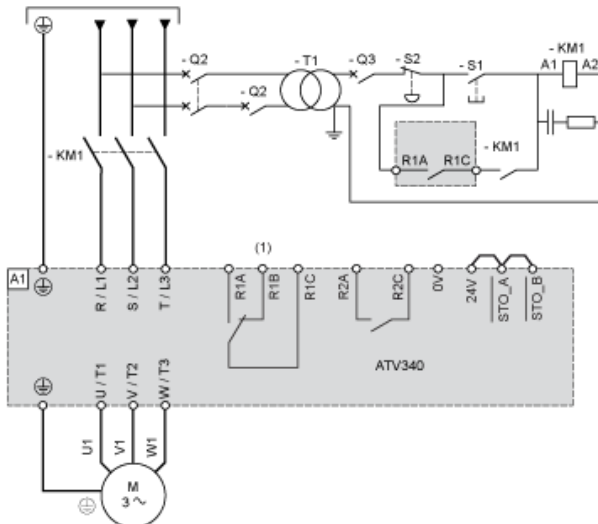 - Q2
- T1
- Q3
- S2
- S1
- KM1
A1
A2
- Q2
- KM1
R1A
R1C
- KM1
(1)
A1
R / L1
S / L2
T / L3
R1A
R1B
R1C
R2A
R2C
0V
24V
STO_A
STO_B
ATV340
U / T1
V / T2
W / T3
U1
V1
W1
M
3 ~